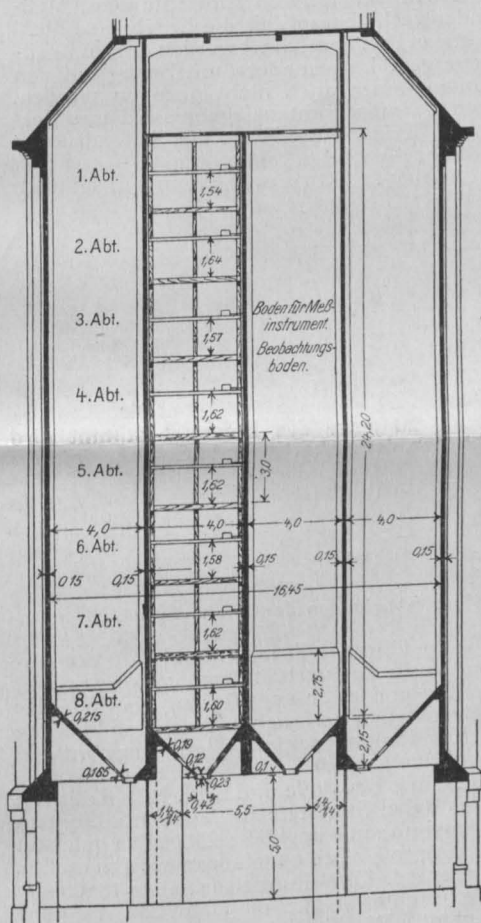 1. Abt.
1,54
2. Abt.
1,64
3. Abt.
1,57
Boden für Meß-
instrument.
Beobachtungs-
boden.
4. Abt.
1,62
24,20
5. Abt.
1,62
3,0
4,0
4,0
4,0
4,0
6. Abt.
1,58
0,15
0,15
0,15
0 15
0,15
16,45
7. Abt.
1,62
2,75
8. Abt.
1,60
0,215
2,75
0,19
0,165
0,12
0,23
0,1
0,42
5,5
5,0